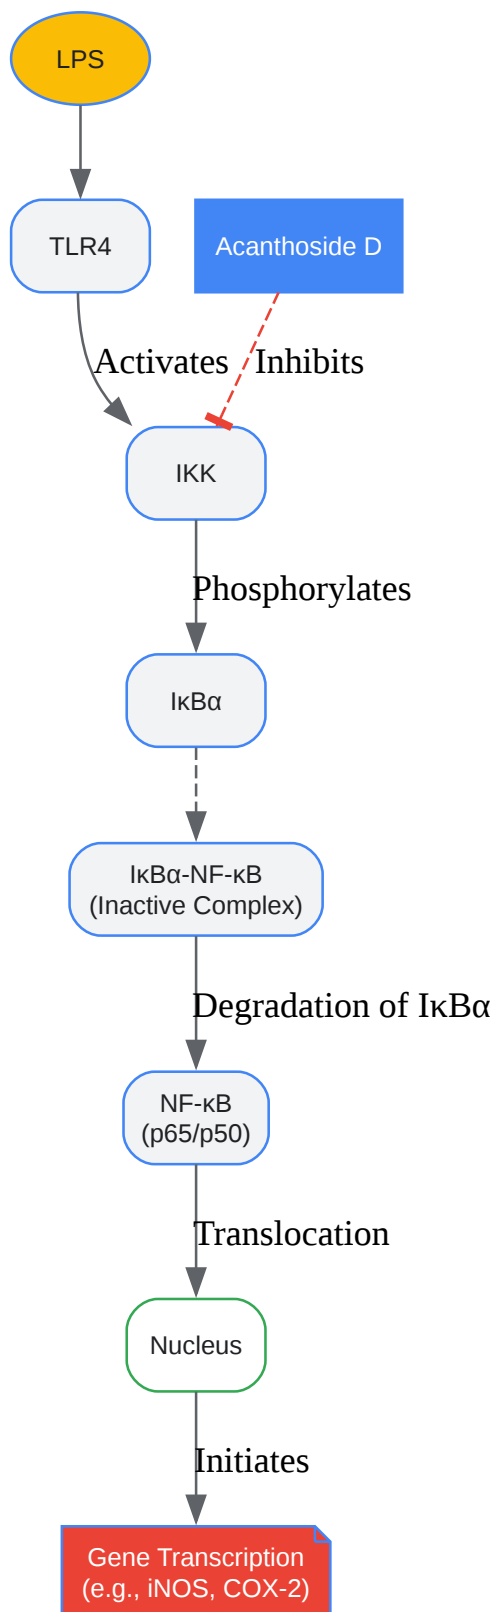 LPS
TLR4
Acanthoside D
Activates
Inhibits
IKK
Phosphorylates
IκBα
IκBα-NF-κB
(Inactive Complex)
Degradation of IκBα
NF-κB
(p65/p50)
Translocation
Nucleus
Initiates
Gene Transcription
(e.g., iNOS, COX-2)